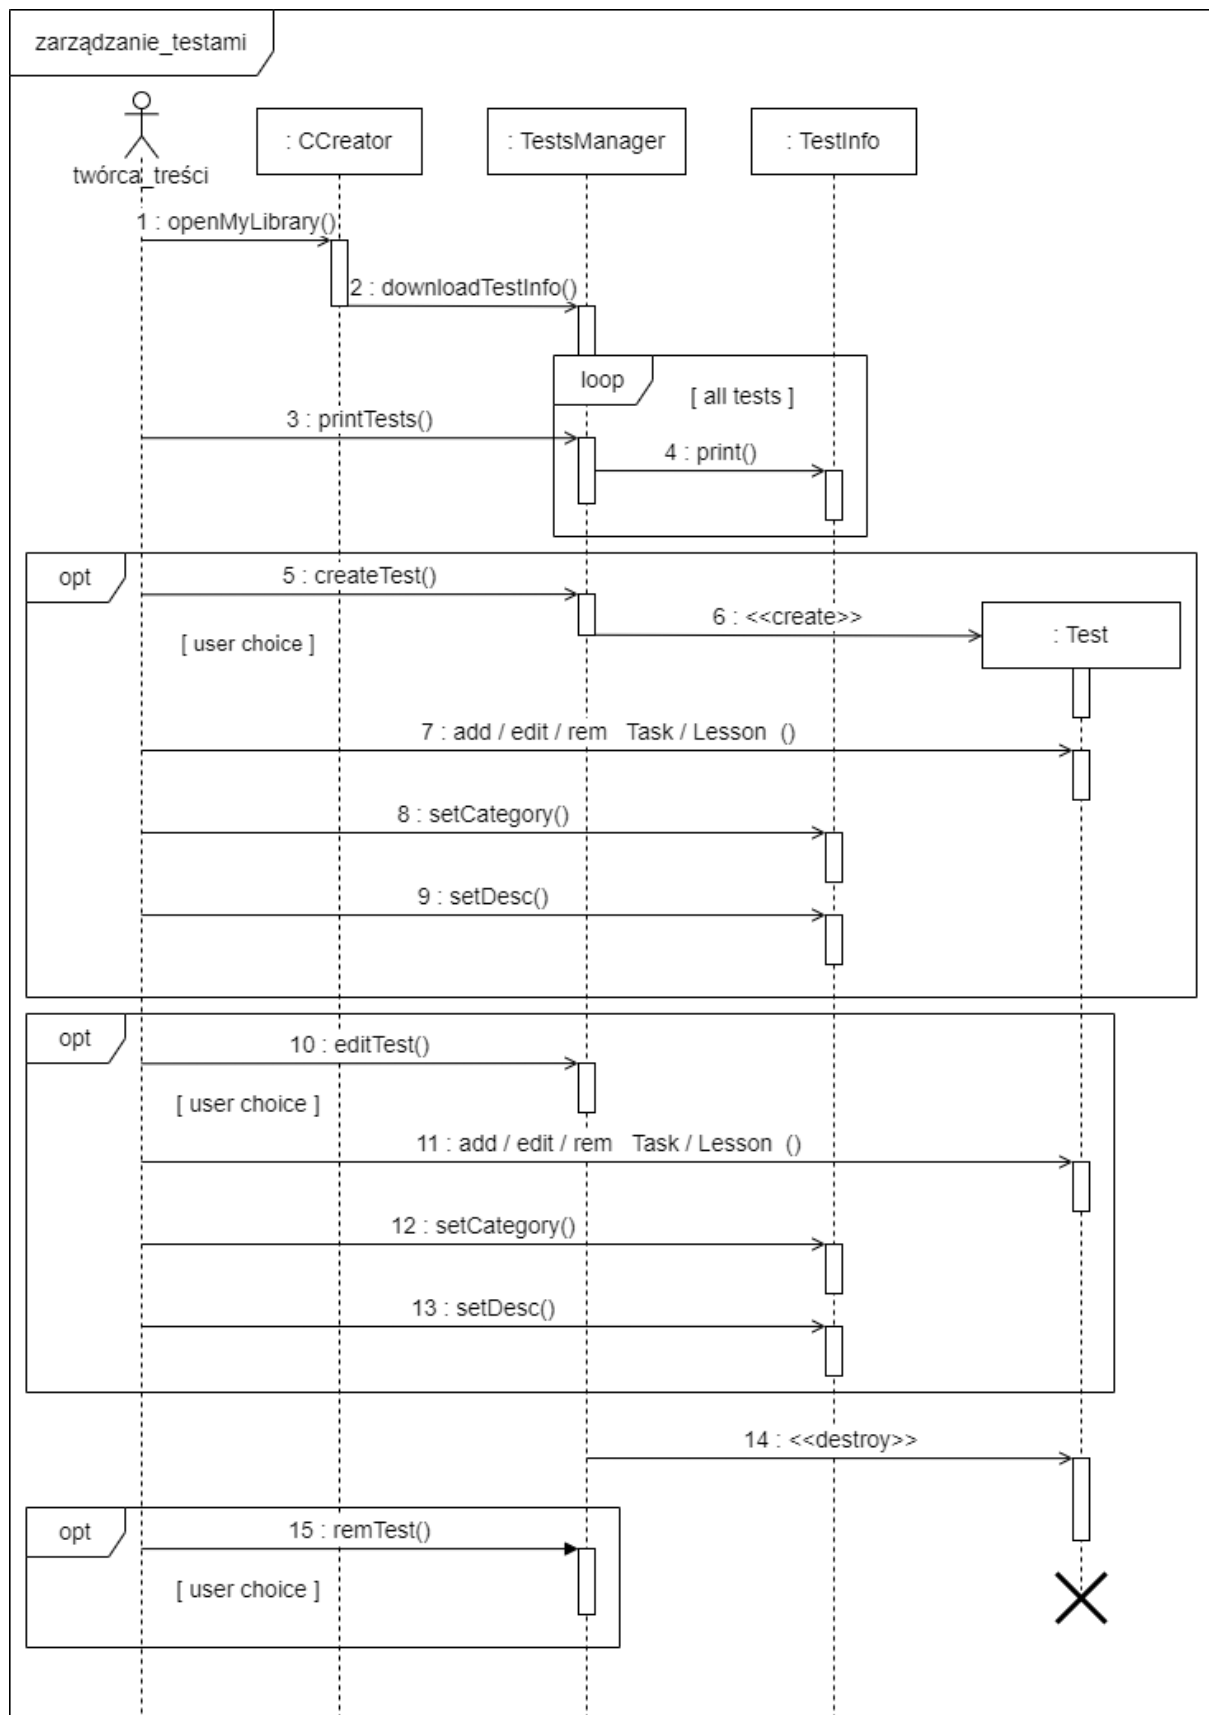 zarządzanie_testami
twórca_treści
: CCreator
: TestsManager
: TestInfo
1 : openMyLibrary()
2 : downloadTestInfo()
loop
[ all tests ]
3 : printTests()
4 : print()
opt
5 : createTest()
6 : <<create>>
: Test
[ user choice ]
7 : add / edit / rem   Task / Lesson  ()
8 : setCategory()
9 : setDesc()
opt
10 : editTest()
[ user choice ]
11 : add / edit / rem   Task / Lesson  ()
12 : setCategory()
13 : setDesc()
14 : <<destroy>>
opt
15 : remTest()
[ user choice ]